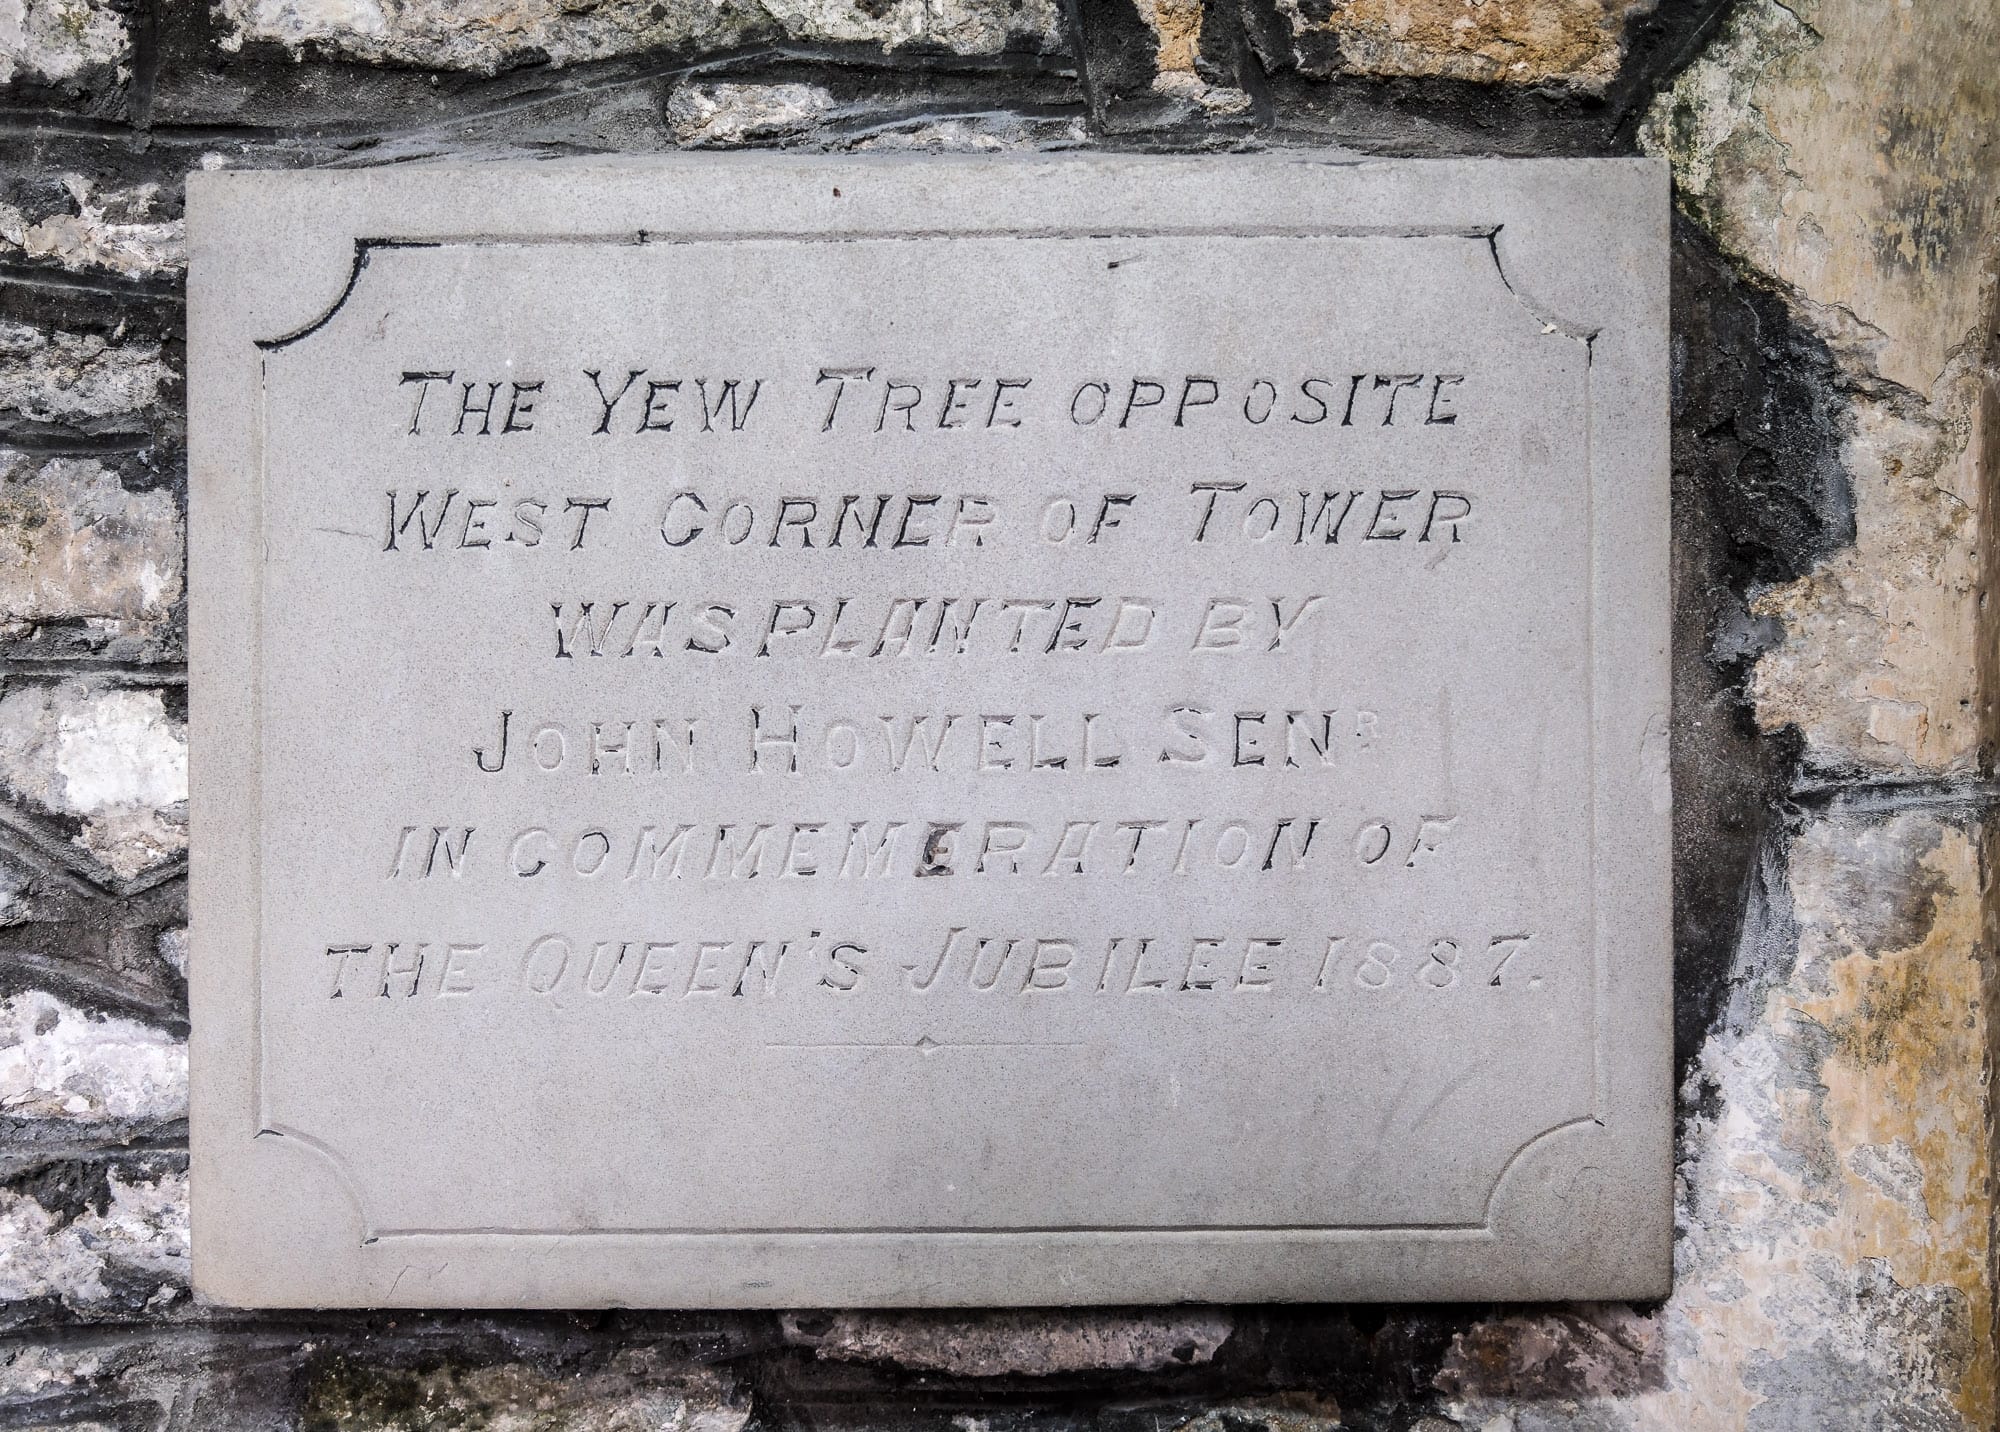 THE YEW TREE OPPOSITE
WEST CORNER OF TOWER
WAS PLANTED BY
JOHN HOWELL SENR
IN COMMEMERATION OF
THE QUEEN'S JUBILEE 1887.